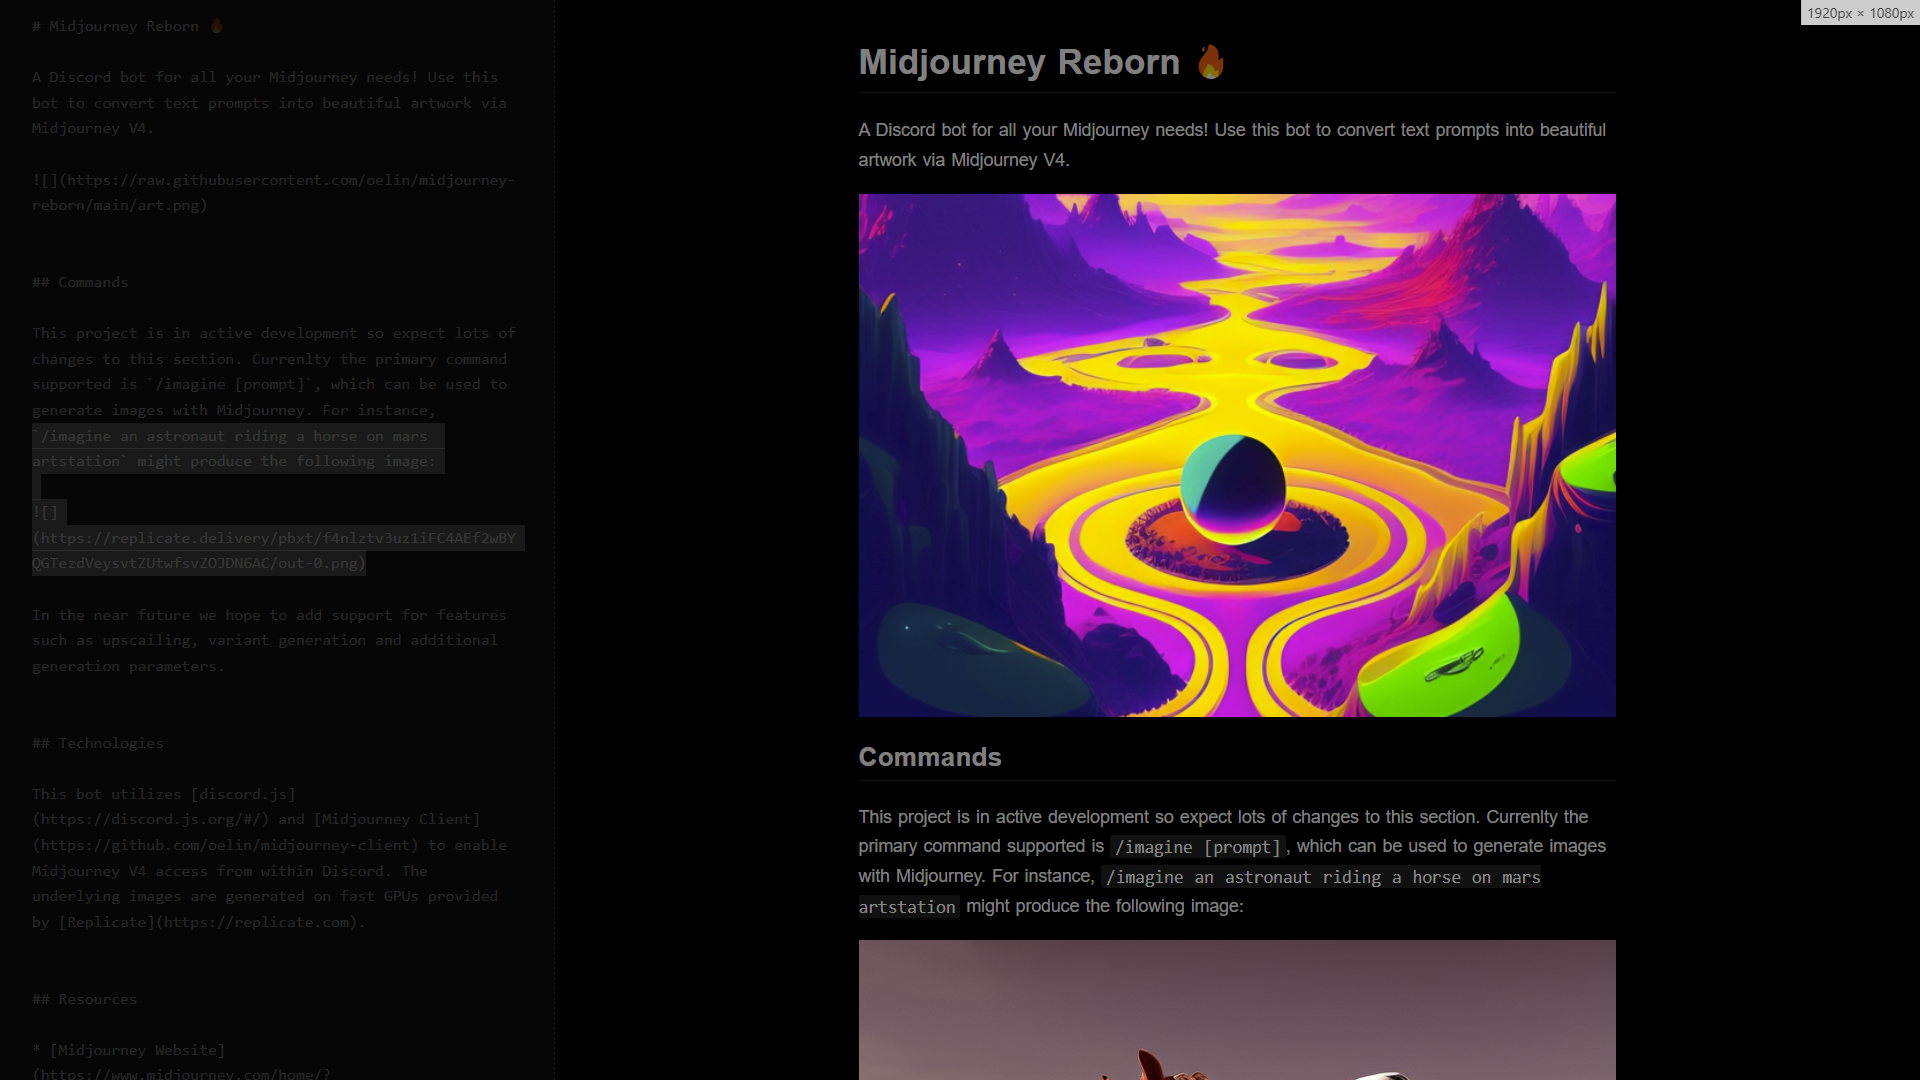 # Midjourney Reborn 🔥
A Discord bot for all your Midjourney needs! Use this
bot to convert text prompts into beautiful artwork via
Midjourney V4.
![](https://raw.githubusercontent.com/oelin/midjourney-
reborn/main/art.png)
## Commands
This project is in active development so expect lots of
changes to this section. Currenlty the primary command
supported is `/imagine [prompt]`, which can be used to
generate images with Midjourney. For instance,
`/imagine an astronaut riding a horse on mars
artstation` might produce the following image:
![]
(https://replicate.delivery/pbxt/f4nlztv3uz1iFC4AEf2wBY
QGTezdVeysvtZUtwfsvZOJDN6AC/out-0.png)
In the near future we hope to add support for features
such as upscailing, variant generation and additional
generation parameters.
## Technologies
This bot utilizes [discord.js]
(https://discord.js.org/#/) and [Midjourney Client]
(https://github.com/oelin/midjourney-client) to enable
Midjourney V4 access from within Discord. The
underlying images are generated on fast GPUs provided
by [Replicate](https://replicate.com).
## Resources
* [Midjourney Website]
(https://www.midjourney.com/home/?
Midjourney Reborn 🔥
A Discord bot for all your Midjourney needs! Use this bot to convert text prompts into beautiful
artwork via Midjourney V4.
Commands
This project is in active development so expect lots of changes to this section. Currenlty the
primary command supported is /imagine [prompt], which can be used to generate images
with Midjourney. For instance, /imagine an astronaut riding a horse on mars
artstation might produce the following image:
1920px × 1080px